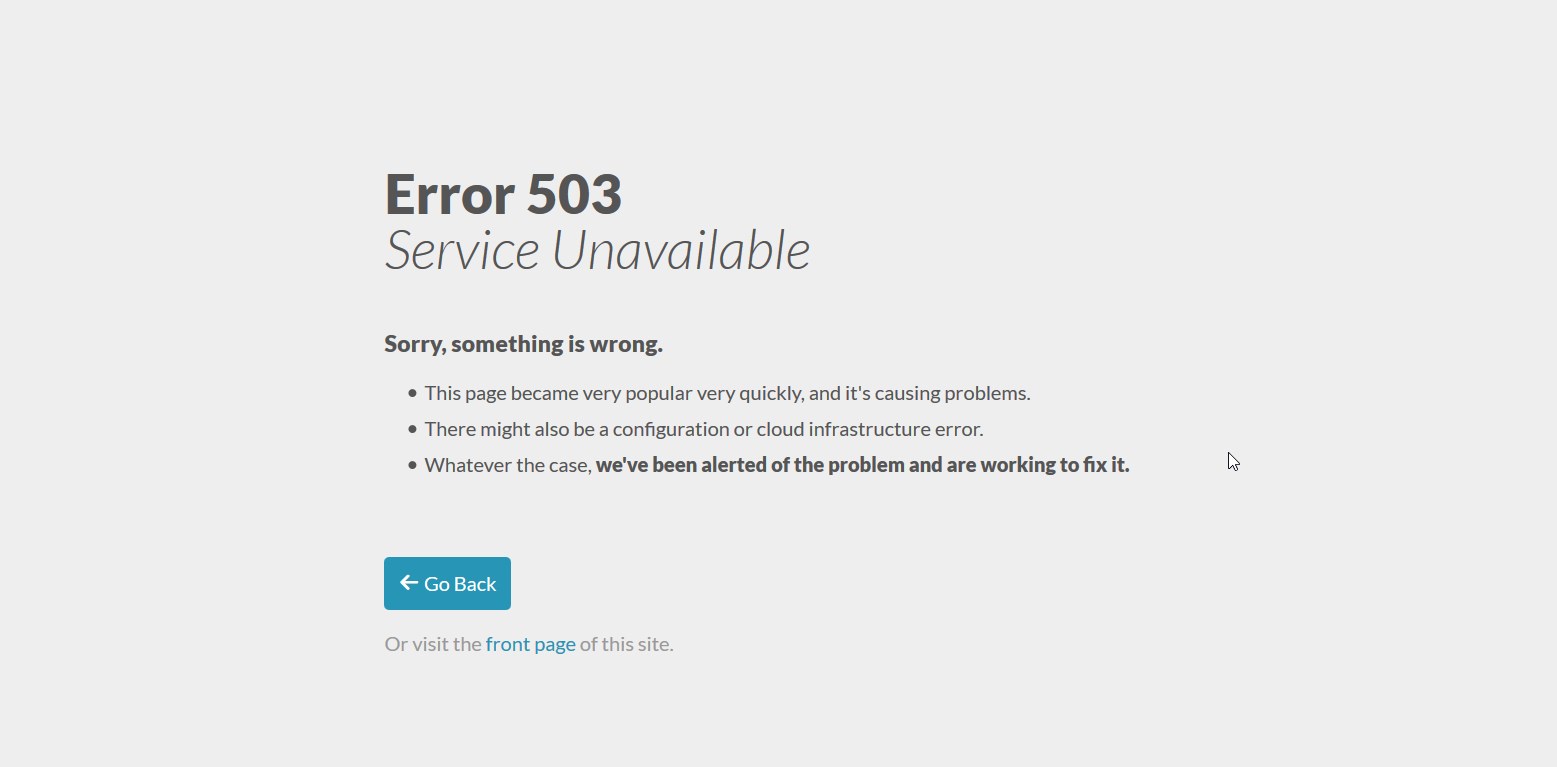 Error 503
Service Unavailable
Sorry, something is wrong.
• This page became very popular very quickly, and it's causing problems.
• There might also be a configuration or cloud infrastructure error.
• Whatever the case, we've been alerted of the problem and are working to fix it.
Go Back
Or visit the front page of this site.